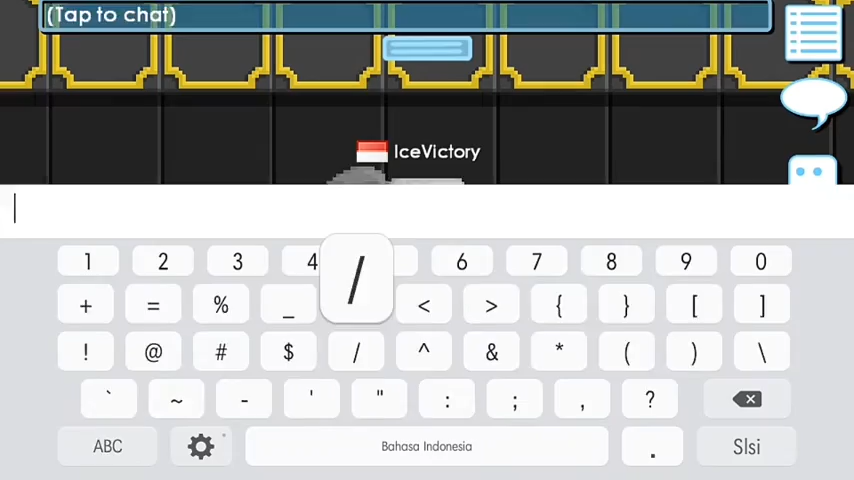 (Tap to chat)
IceVictory
1 2 3 4 6 7 8 9 0
/
+ = % _ < > { } [ ]
! @ # $ / ^ & * ( ) \
` ~ - ' " : ; , ?
ABC Bahasa Indonesia . Slsi